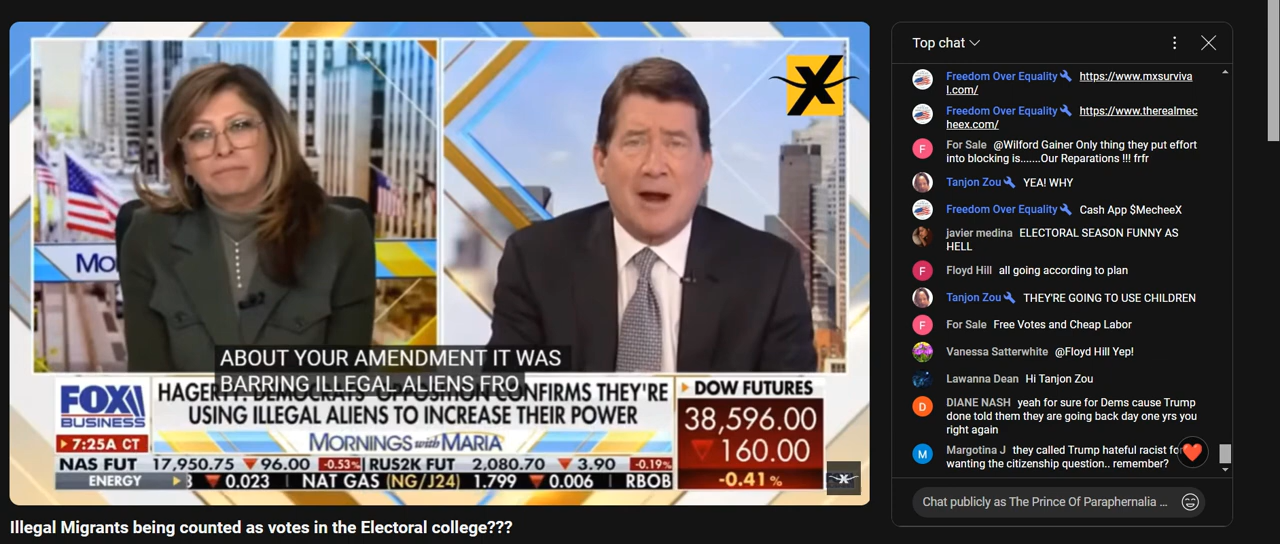 Mo
X
ABOUT YOUR AMENDMENT IT WAS
BARRING ILLEGAL ALIENS FRO
HAGERTY: DEMOCRATS' OPPOSITION CONFIRMS THEY'RE
USING ILLEGAL ALIENS TO INCREASE THEIR POWER
FOX
BUSINESS
7:25A CT
MORNINGS with MARIA
DOW FUTURES
38,596.00
160.00
-0.41%
NAS FUT 17,950.75 96.00 -0.53% RUS2K FUT 2,080.70 3.90 -0.19%
ENERGY 3 0.023 NAT GAS (NG/J24) 1.799 0.006 RBOB
Illegal Migrants being counted as votes in the Electoral college???
Top chat
Freedom Over Equality https://www.mxsurviva
l.com/
Freedom Over Equality https://www.therealmec
heex.com/
F For Sale @Wilford Gainer Only thing they put effort
into blocking is.......Our Reparations !!! frfr
Tanjon Zou YEA! WHY
Freedom Over Equality Cash App $MecheeX
javier medina ELECTORAL SEASON FUNNY AS
HELL
F Floyd Hill all going according to plan
Tanjon Zou THEY'RE GOING TO USE CHILDREN
F For Sale Free Votes and Cheap Labor
Vanessa Satterwhite @Floyd Hill Yep!
Lawanna Dean Hi Tanjon Zou
D DIANE NASH yeah for sure for Dems cause Trump
done told them they are going back day one yrs you
right again
M Margotina J they called Trump hateful racist for
wanting the citizenship question.. remember?
Chat publicly as The Prince Of Paraphernalia ...